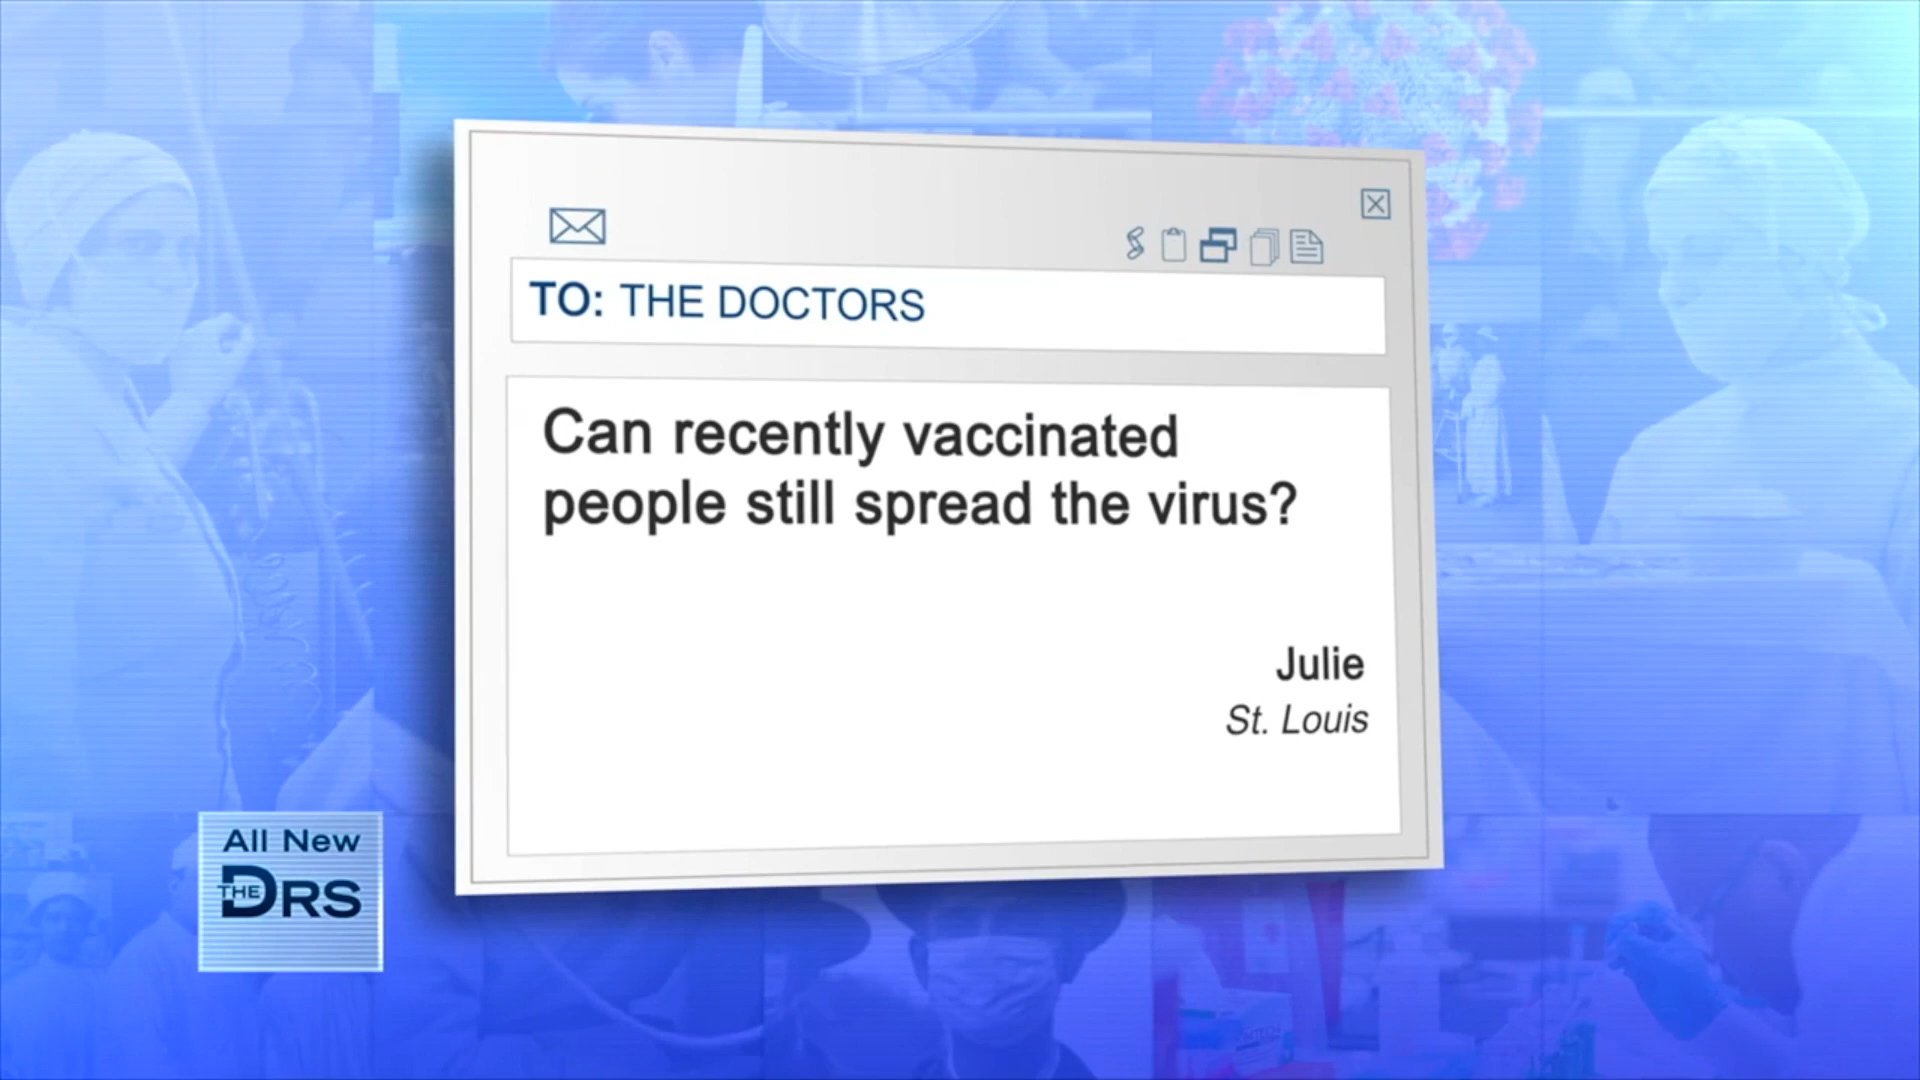 TO: THE DOCTORS
Can recently vaccinated
people still spread the virus?
Julie
St. Louis
All New
THE DRS